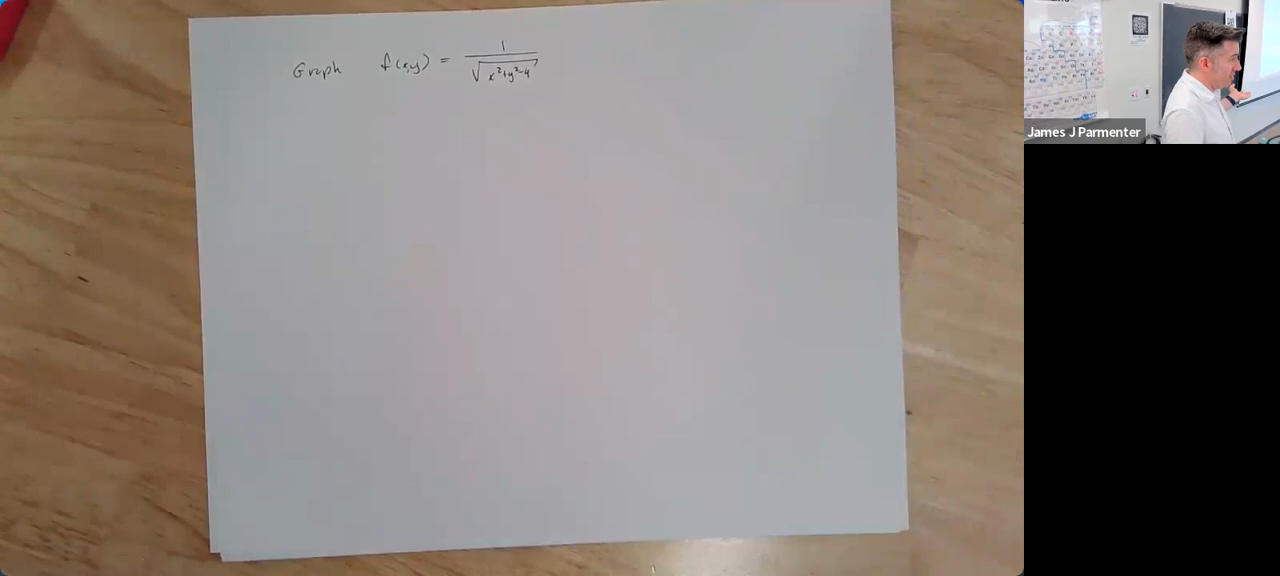 Graph f(x,y) = 1/√(x²+y²-4)
James J Parmenter